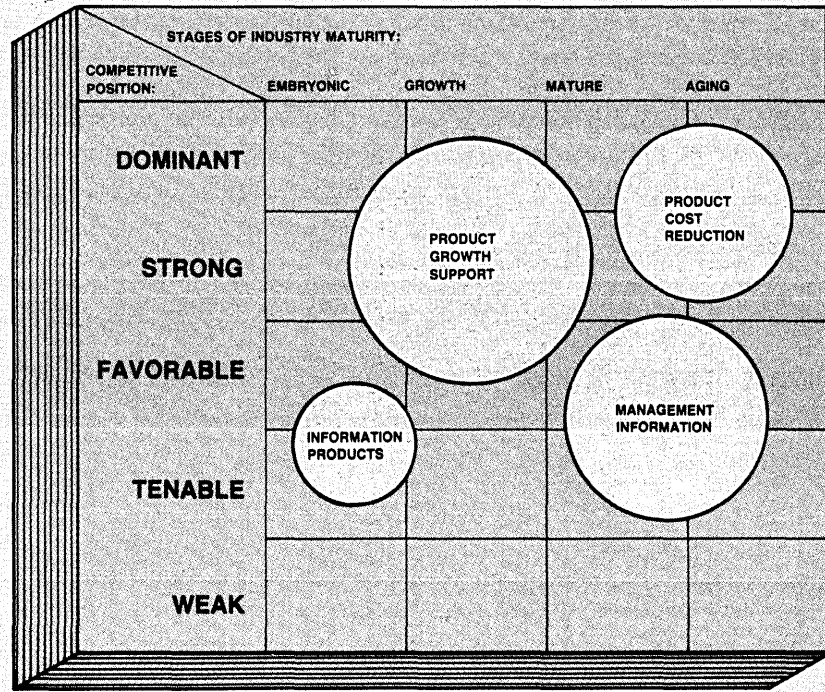 STAGES OF INDUSTRY MATURITY:
COMPETITIVE
POSITION:
EMBRYONIC GROWTH MATURE AGING
DOMINANT
STRONG
FAVORABLE
TENABLE
WEAK
PRODUCT
GROWTH
SUPPORT
PRODUCT
COST
REDUCTION
INFORMATION
PRODUCTS
MANAGEMENT
INFORMATION